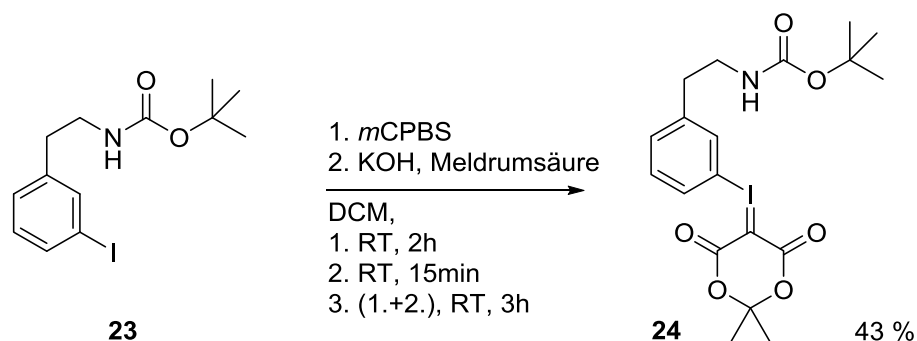 O
N
H
O
I
23
1. mCPBS
2. KOH, Meldrumsäure
DCM,
1. RT, 2h
2. RT, 15min
3. (1.+2.), RT, 3h
O
N
H
O
I
O
O
O
O
24
43 %